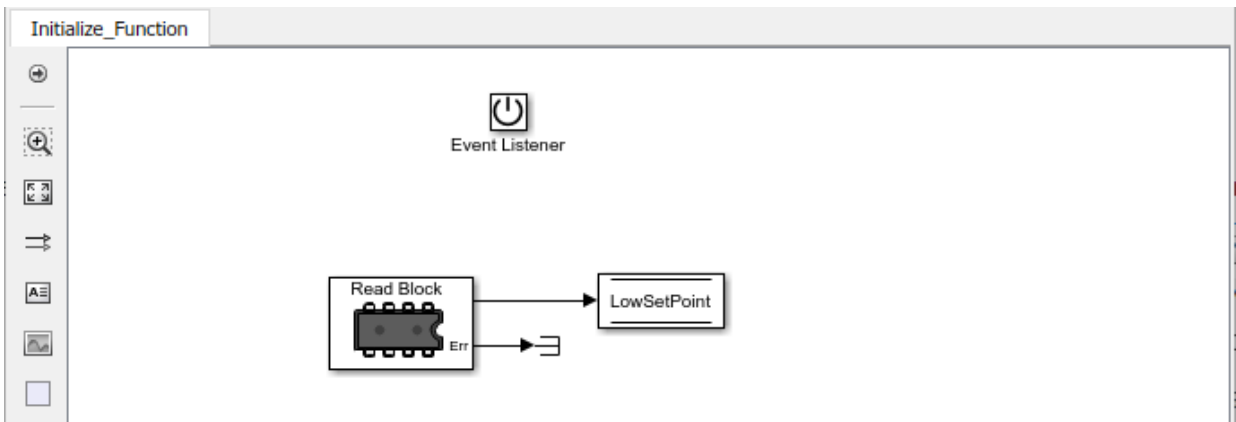 Initialize_Function
Event Listener
Read Block
Err
LowSetPoint
A